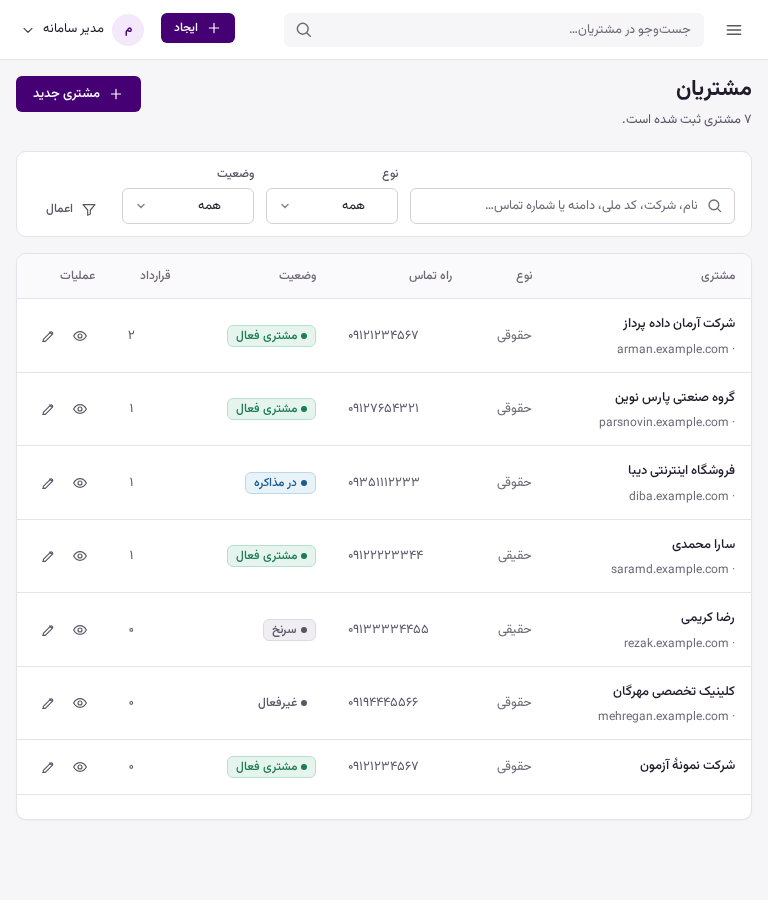 جست‌وجو در مشتریان…
ایجاد
م
مدیر سامانه
مشتریان
۷ مشتری ثبت شده است.
مشتری جدید
نام، شرکت، کد ملی، دامنه یا شماره تماس…
نوع
همه
وضعیت
همه
اعمال
مشتری نوع راه تماس وضعیت قرارداد عملیات
شرکت آرمان داده پرداز
· arman.example.com
حقوقی ۰۹۱۲۱۲۳۴۵۶۷ مشتری فعال ۲
گروه صنعتی پارس نوین
· parsnovin.example.com
حقوقی ۰۹۱۲۷۶۵۴۳۲۱ مشتری فعال ۱
فروشگاه اینترنتی دیبا
· diba.example.com
حقوقی ۰۹۳۵۱۱۱۲۲۳۳ در مذاکره ۱
سارا محمدی
· saramd.example.com
حقیقی ۰۹۱۲۲۲۲۳۳۴۴ مشتری فعال ۱
رضا کریمی
· rezak.example.com
حقیقی ۰۹۱۳۳۳۳۴۴۵۵ سرنخ ۰
کلینیک تخصصی مهرگان
· mehregan.example.com
حقوقی ۰۹۱۹۴۴۴۵۵۶۶ غیرفعال ۰
شرکت نمونهٔ آزمون
حقوقی ۰۹۱۲۱۲۳۴۵۶۷ مشتری فعال ۰